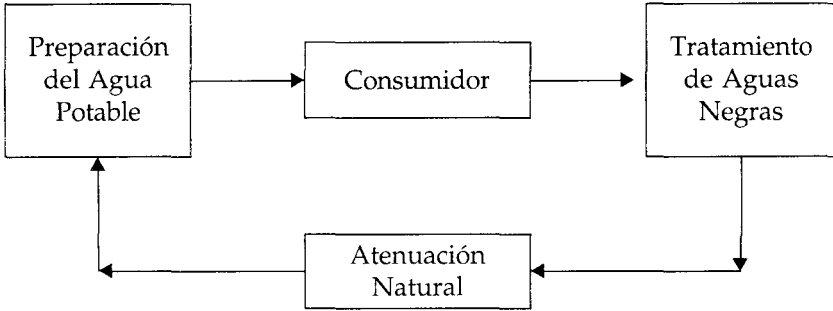 Preparación
del Agua
Potable
Consumidor
Tratamiento
de Aguas
Negras
Atenuación
Natural